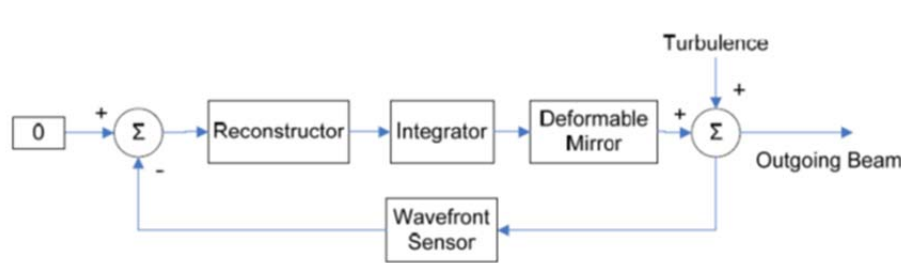 Turbulence
+
+
+
0
Σ
Reconstructor
Integrator
Deformable
Mirror
Σ
Outgoing Beam
-
Wavefront
Sensor